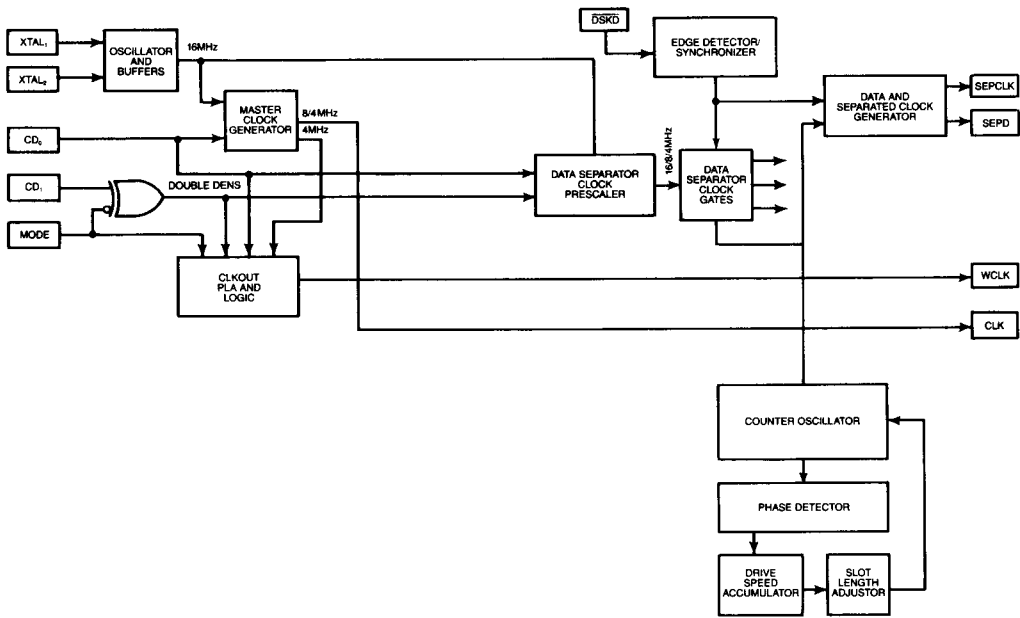 XTAL₁
XTAL₂
OSCILLATOR
AND
BUFFERS
16MHz
DSKD
EDGE DETECTOR/
SYNCHRONIZER
MASTER
CLOCK
GENERATOR
8/4MHz
4MHz
CD₀
CD₁
MODE
DOUBLE DENS
CLKOUT
PLA AND
LOGIC
DATA SEPARATOR
CLOCK
PRESCALER
16/8/4MHz
DATA
SEPARATOR
CLOCK
GATES
DATA AND
SEPARATED CLOCK
GENERATOR
SEPCLK
SEPD
WCLK
CLK
COUNTER OSCILLATOR
PHASE DETECTOR
DRIVE
SPEED
ACCUMULATOR
SLOT
LENGTH
ADJUSTOR